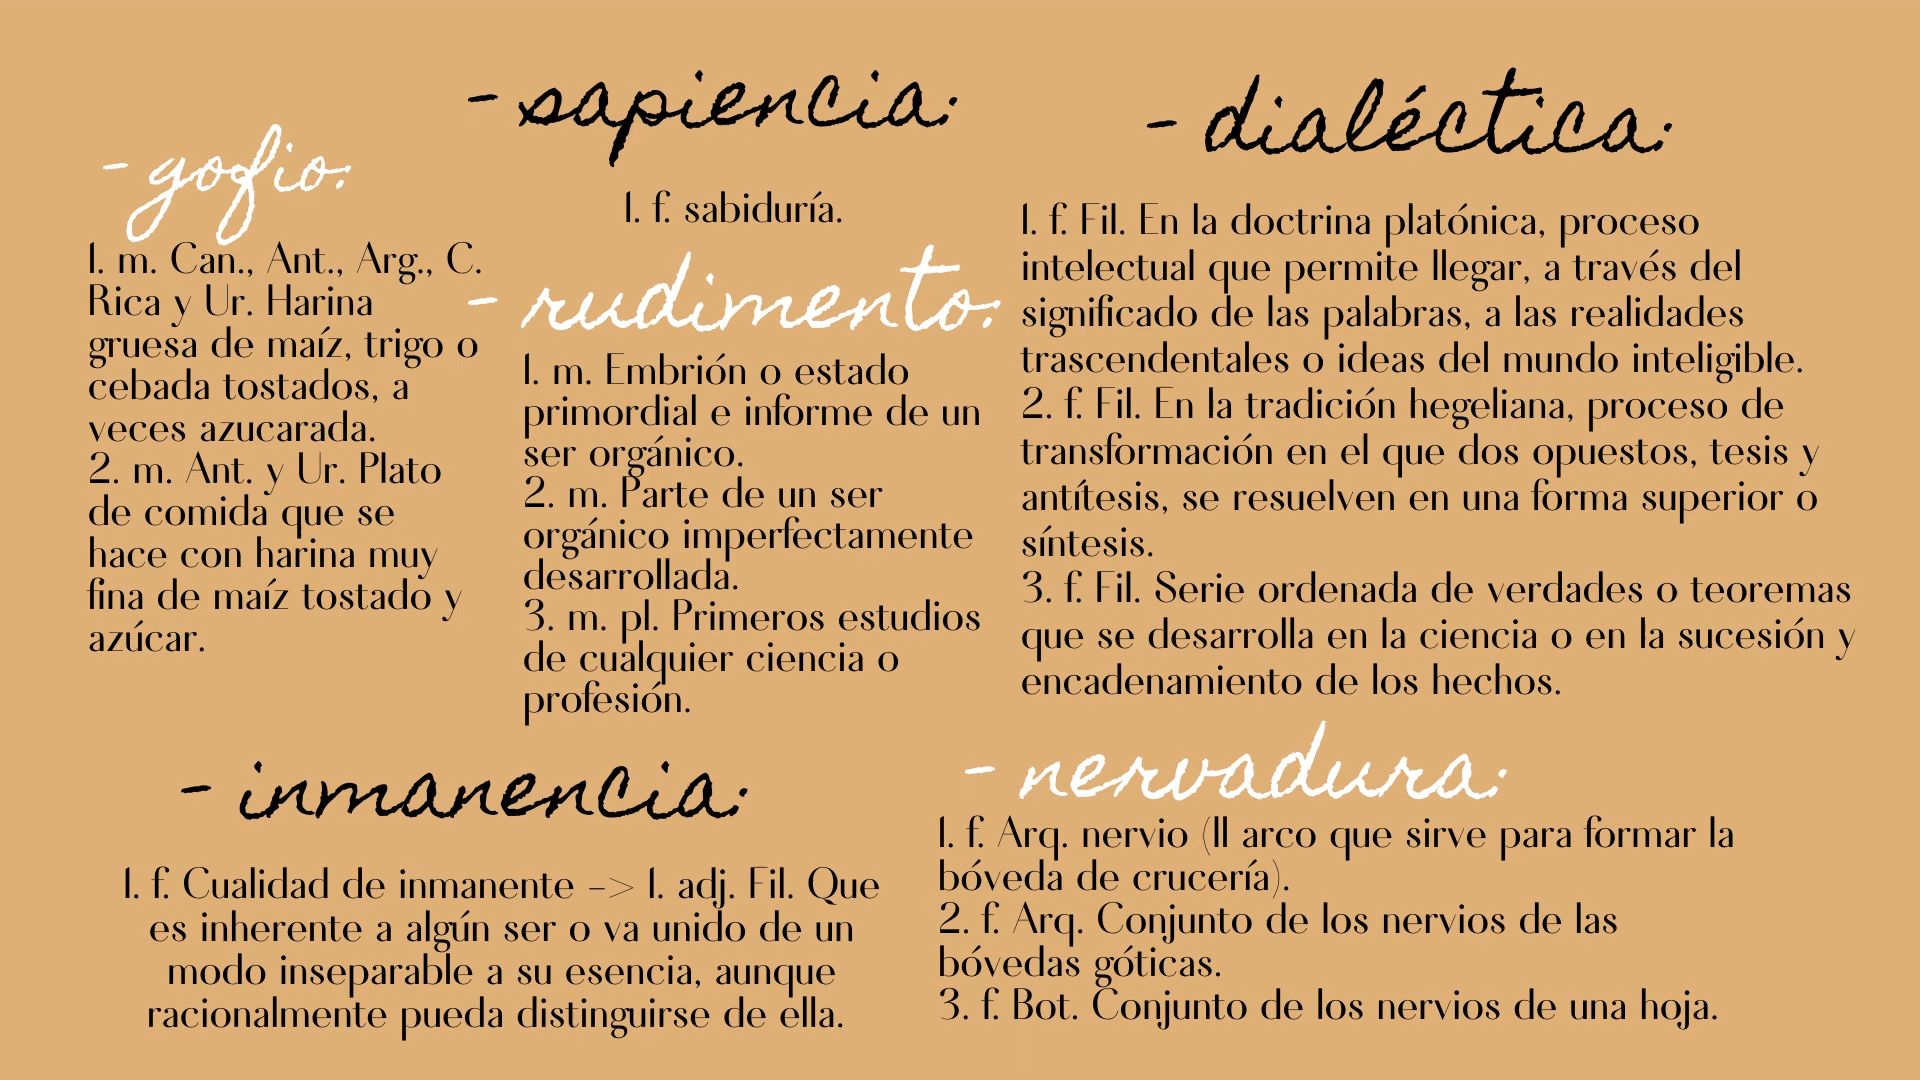 - gofio:
1. m. Can., Ant., Arg., C.
Rica y Ur. Harina
gruesa de maíz, trigo o
cebada tostados, a
veces azucarada.
2. m. Ant. y Ur. Plato
de comida que se
hace con harina muy
fina de maíz tostado y
azúcar.
- sapiencia:
1. f. sabiduría.
- rudimento:
1. m. Embrión o estado
primordial e informe de un
ser orgánico.
2. m. Parte de un ser
orgánico imperfectamente
desarrollada.
3. m. pl. Primeros estudios
de cualquier ciencia o
profesión.
- dialéctica:
1. f. Fil. En la doctrina platónica, proceso
intelectual que permite llegar, a través del
significado de las palabras, a las realidades
trascendentales o ideas del mundo inteligible.
2. f. Fil. En la tradición hegeliana, proceso de
transformación en el que dos opuestos, tesis y
antítesis, se resuelven en una forma superior o
síntesis.
3. f. Fil. Serie ordenada de verdades o teoremas
que se desarrolla en la ciencia o en la sucesión y
encadenamiento de los hechos.
- inmanencia:
1. f. Cualidad de inmanente -> 1. adj. Fil. Que
es inherente a algún ser o va unido de un
modo inseparable a su esencia, aunque
racionalmente pueda distinguirse de ella.
- nervadura:
1. f. Arq. nervio (ll arco que sirve para formar la
bóveda de crucería).
2. f. Arq. Conjunto de los nervios de las
bóvedas góticas.
3. f. Bot. Conjunto de los nervios de una hoja.